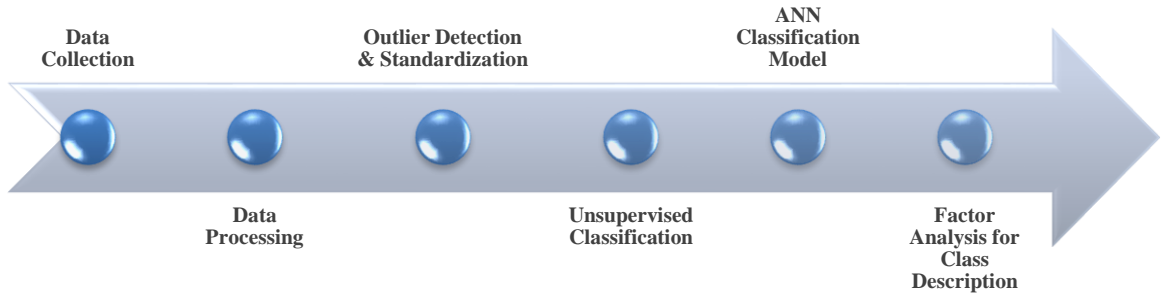 Data
Collection
Data
Processing
Outlier Detection
& Standardization
Unsupervised
Classification
ANN
Classification
Model
Factor
Analysis for
Class
Description